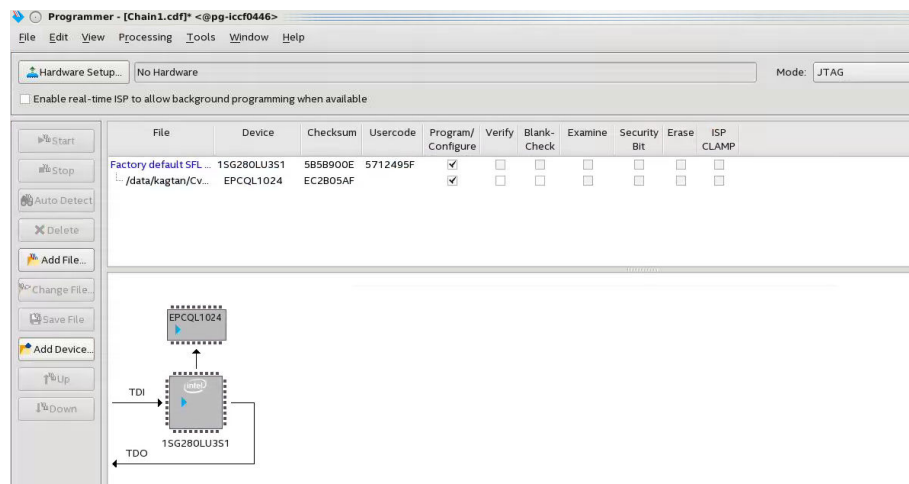 Programmer - [Chain1.cdf]* <@pg-iccf0446>
File Edit View Processing Tools Window Help
Hardware Setup... No Hardware Mode: JTAG
Enable real-time ISP to allow background programming when available
Start
Stop
Auto Detect
Delete
Add File...
Change File..
Save File
Add Device...
Up
Down
File Device Checksum Usercode Program/ Verify Blank- Examine Security Erase ISP
Configure Check Bit CLAMP
Factory default SFL ... 1SG280LU3S1 5B5B900E 5712495F
/data/kagtan/Cv... EPCQL1024 EC2B05AF
EPCQL1024
intel
TDI
1SG280LU3S1
TDO